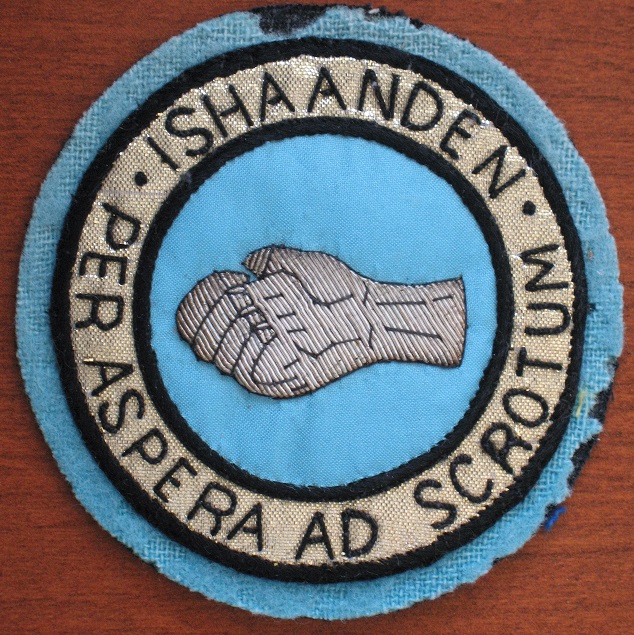 · ISHAANDEN ·
PER ASPERA AD SCROTUM